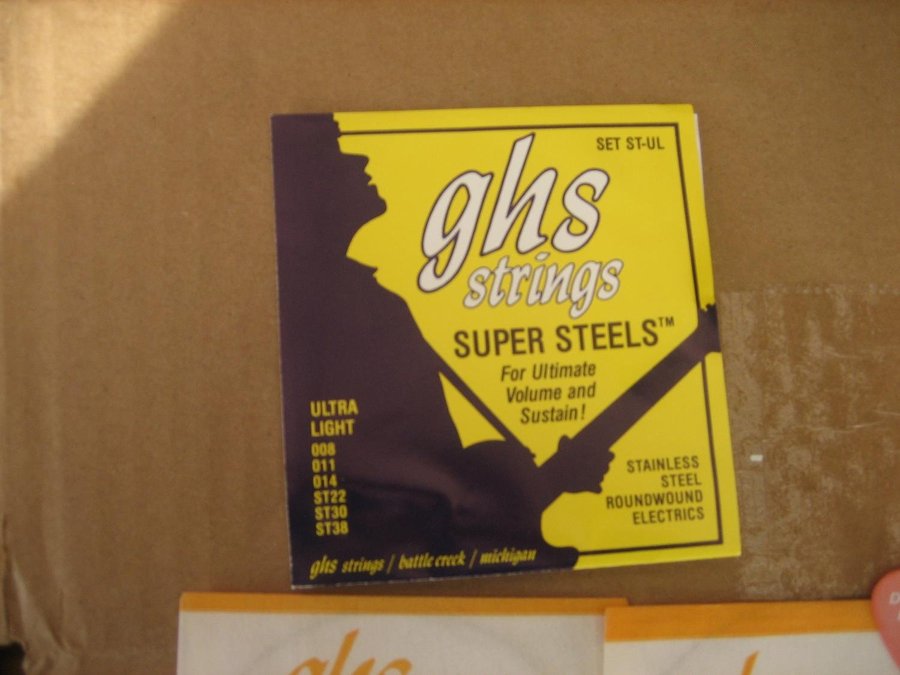 SET ST-UL
ghs
strings
SUPER STEELS™
For Ultimate
Volume and
Sustain!
ULTRA
LIGHT
008
011
014
ST22
ST30
ST38
STAINLESS
STEEL
ROUNDWOUND
ELECTRICS
ghs strings / battle creek / michigan
ghs